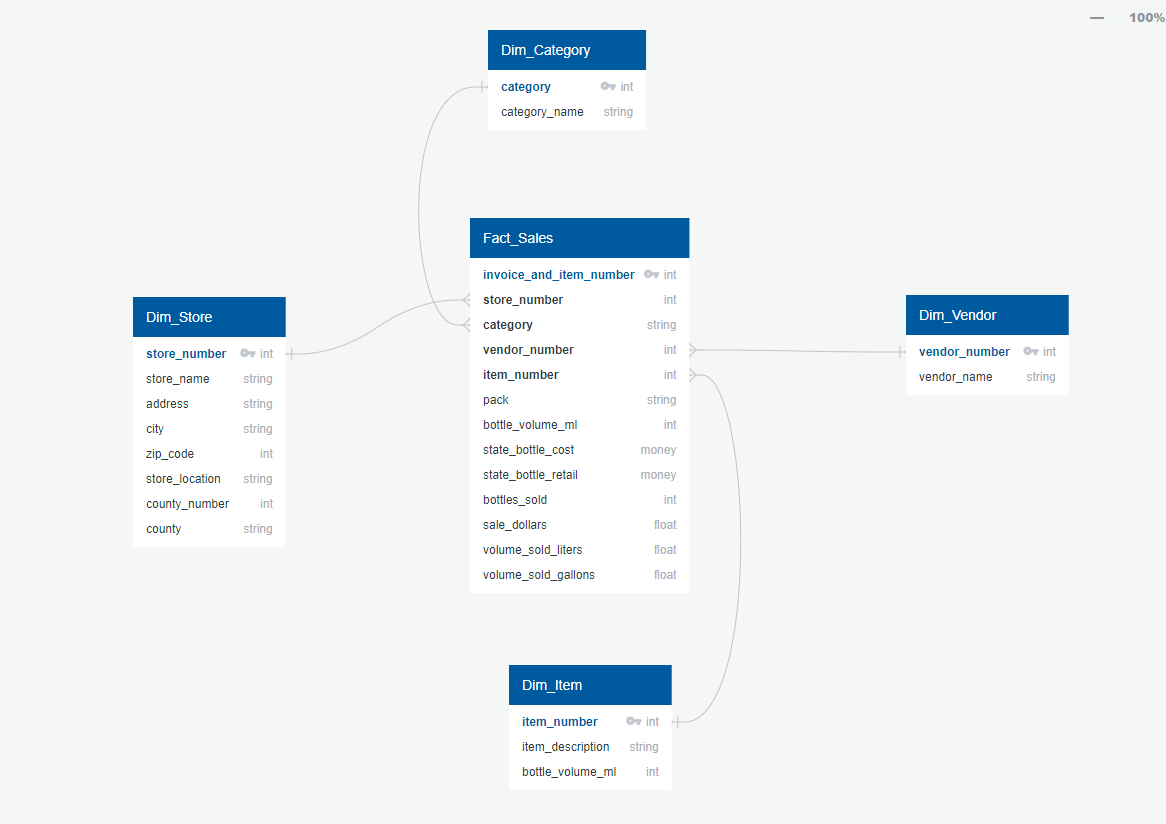 100%
Dim_Category
category int
category_name string
Fact_Sales
invoice_and_item_number int
store_number int
category string
vendor_number int
item_number int
pack string
bottle_volume_ml int
state_bottle_cost money
state_bottle_retail money
bottles_sold int
sale_dollars float
volume_sold_liters float
volume_sold_gallons float
Dim_Store
store_number int
store_name string
address string
city string
zip_code int
store_location string
county_number int
county string
Dim_Vendor
vendor_number int
vendor_name string
Dim_Item
item_number int
item_description string
bottle_volume_ml int